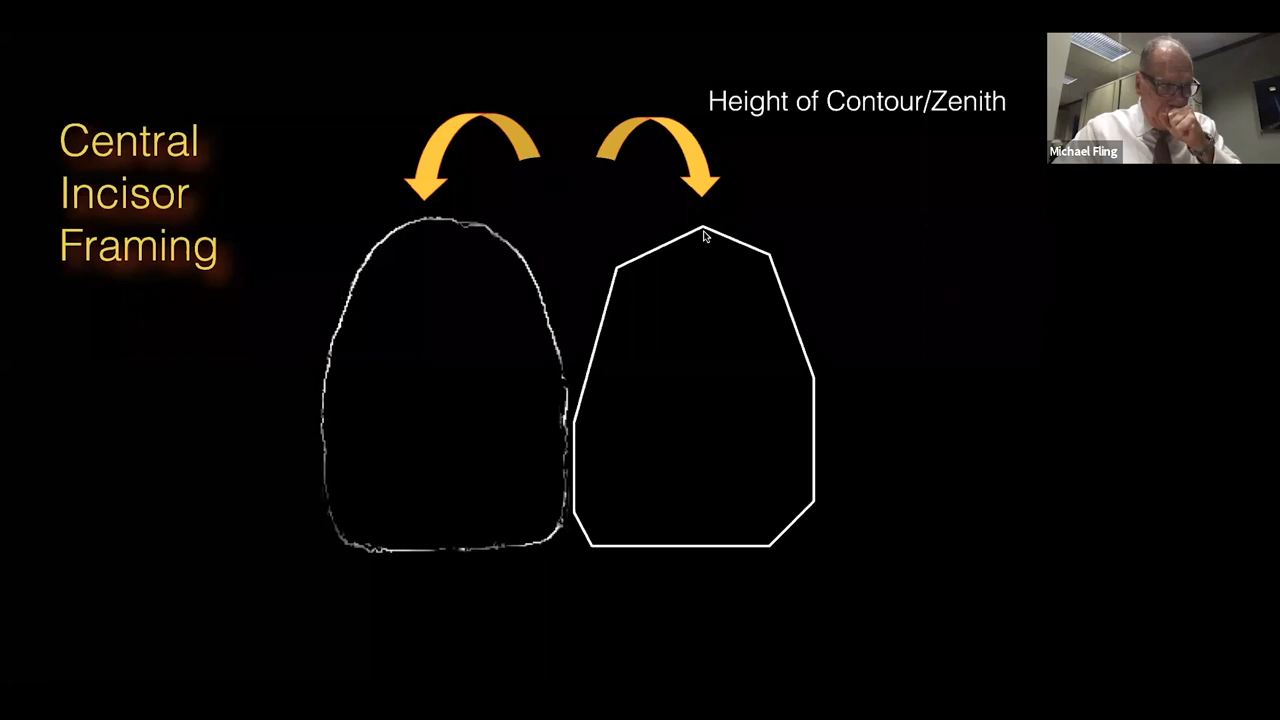 Height of Contour/Zenith
Central
Incisor
Framing
Michael Fling